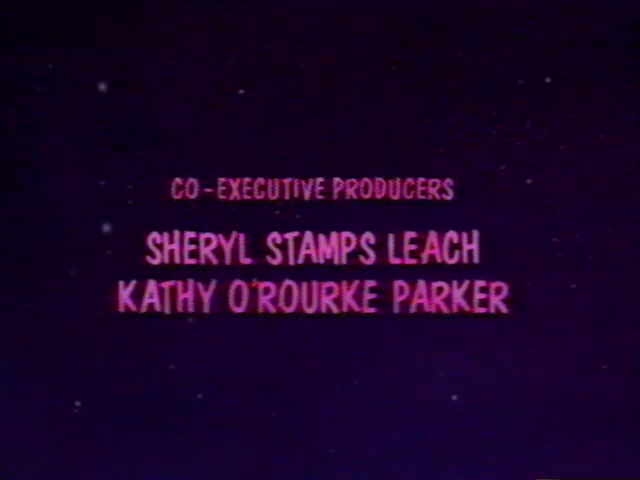 CO-EXECUTIVE PRODUCERS
SHERYL STAMPS LEACH
KATHY O'ROURKE PARKER